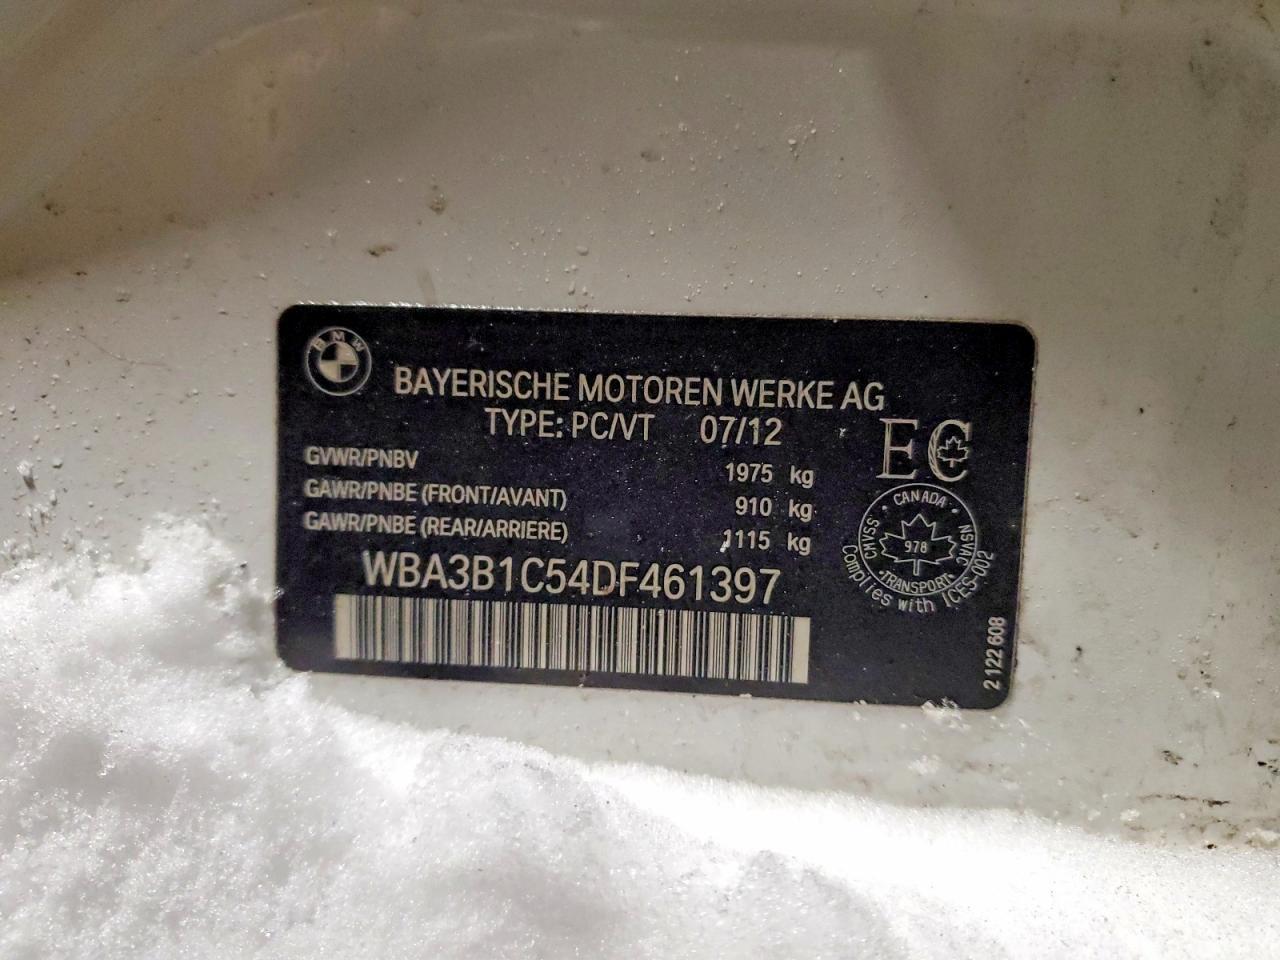 BMW
BAYERISCHE MOTOREN WERKE AG
TYPE: PC/VT 07/12
EC
GVWR/PNBV 1975 kg
GAWR/PNBE (FRONT/AVANT) 910 kg
GAWR/PNBE (REAR/ARRIERE) 1115 kg
CANADA
CMVSS
NSVAC
978
TRANSPORT
Complies with ICES-002
WBA3B1C54DF461397
2 122 608